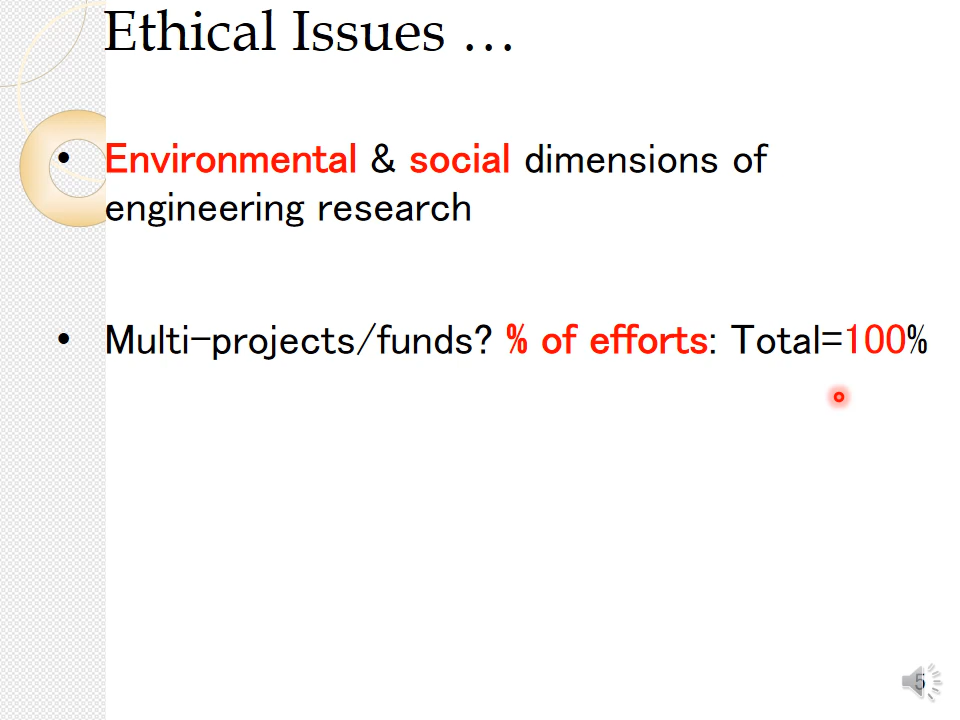 Ethical Issues …
• Environmental & social dimensions of
engineering research
• Multi-projects/funds? % of efforts: Total=100%
5